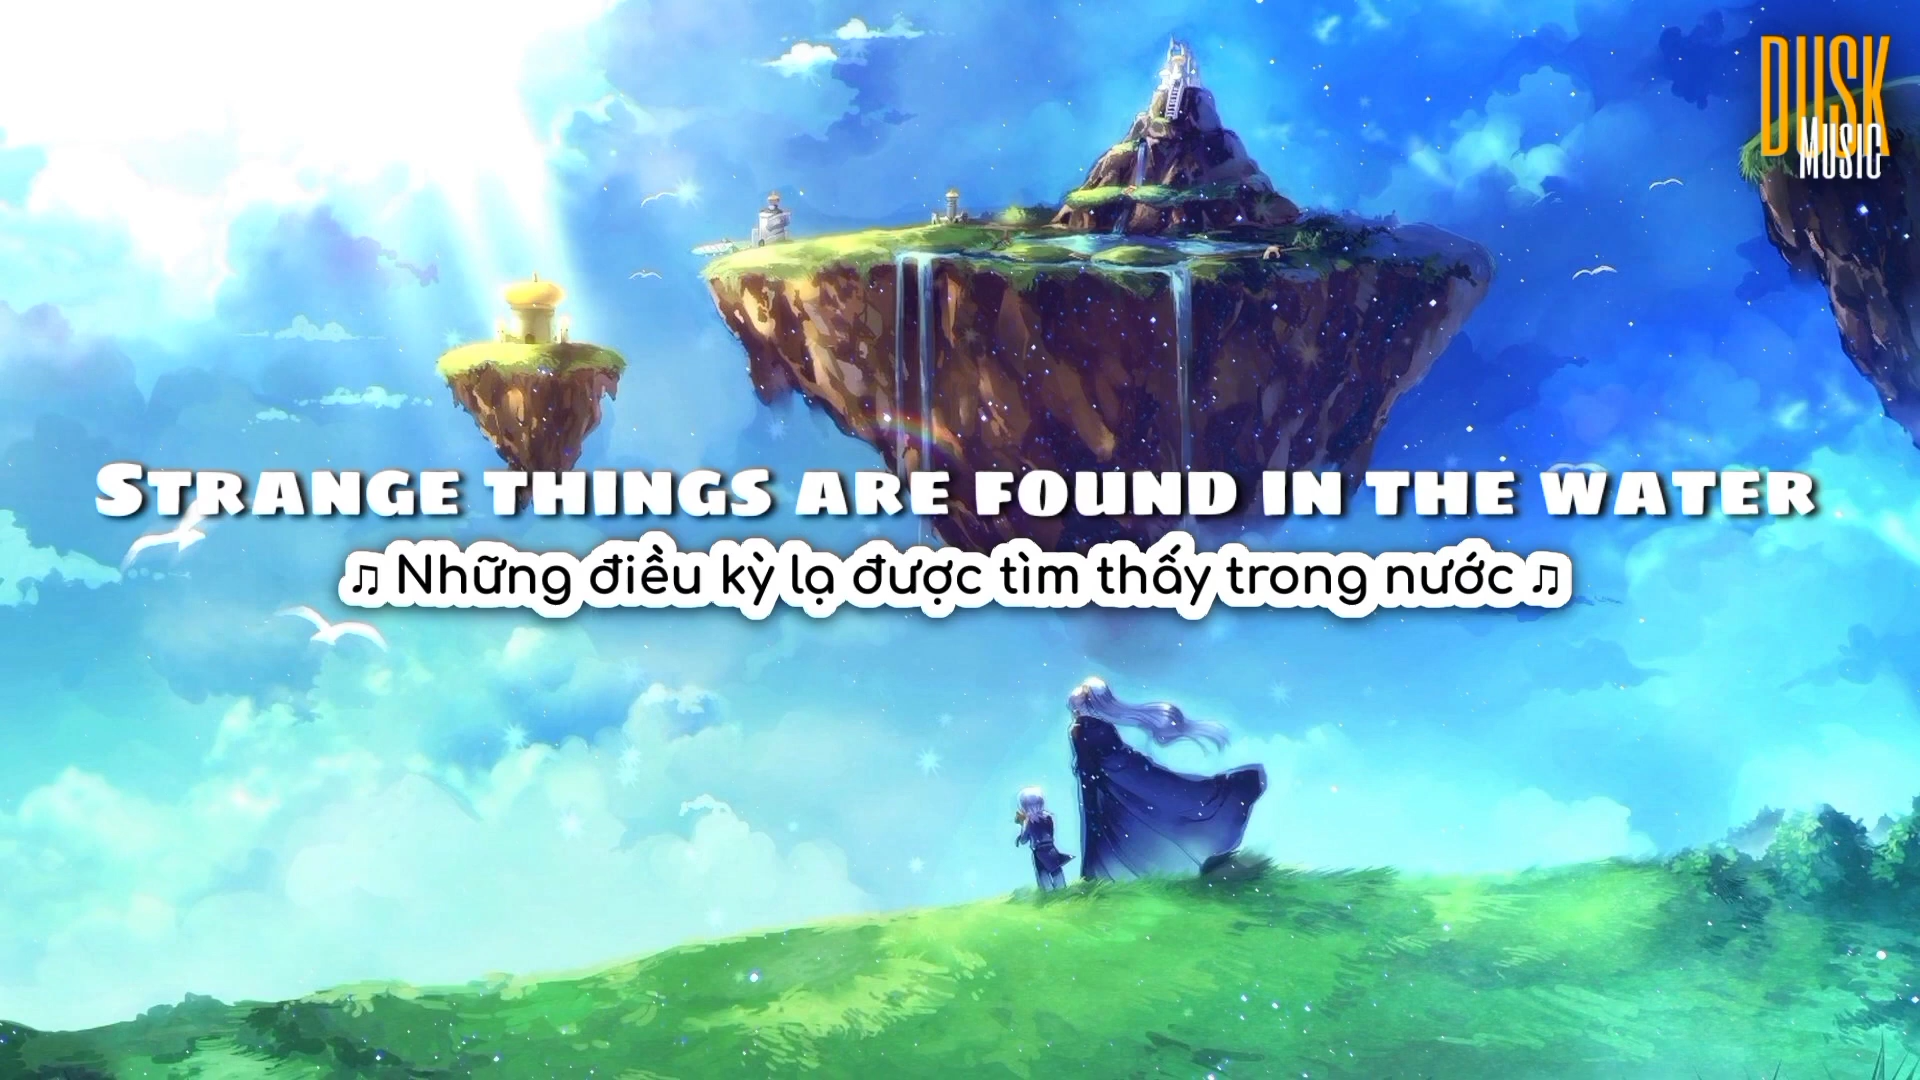 DUSK
MUSIC
STRANGE THINGS ARE FOUND IN THE WATER
♫ Những điều kỳ lạ được tìm thấy trong nước ♫